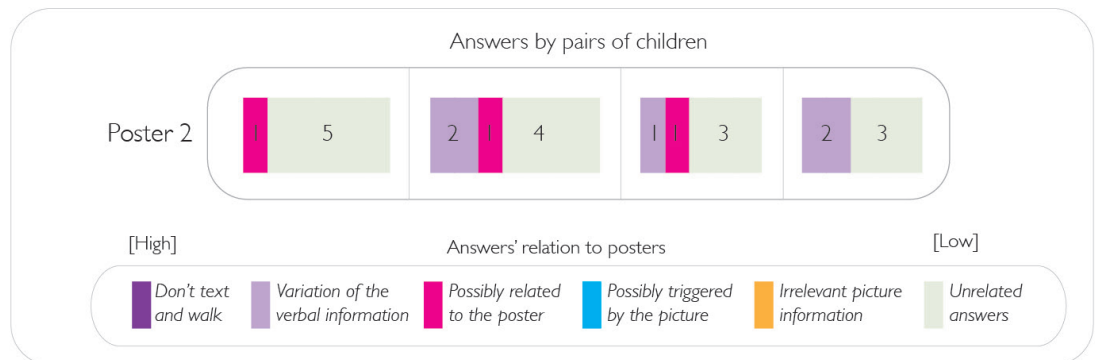 Answers by pairs of children
Poster 2
1 5
2 1 4
1 1 3
2 3
[High]
Answers' relation to posters
[Low]
Don't text
and walk
Variation of the
verbal information
Possibly related
to the poster
Possibly triggered
by the picture
Irrelevant picture
information
Unrelated
answers